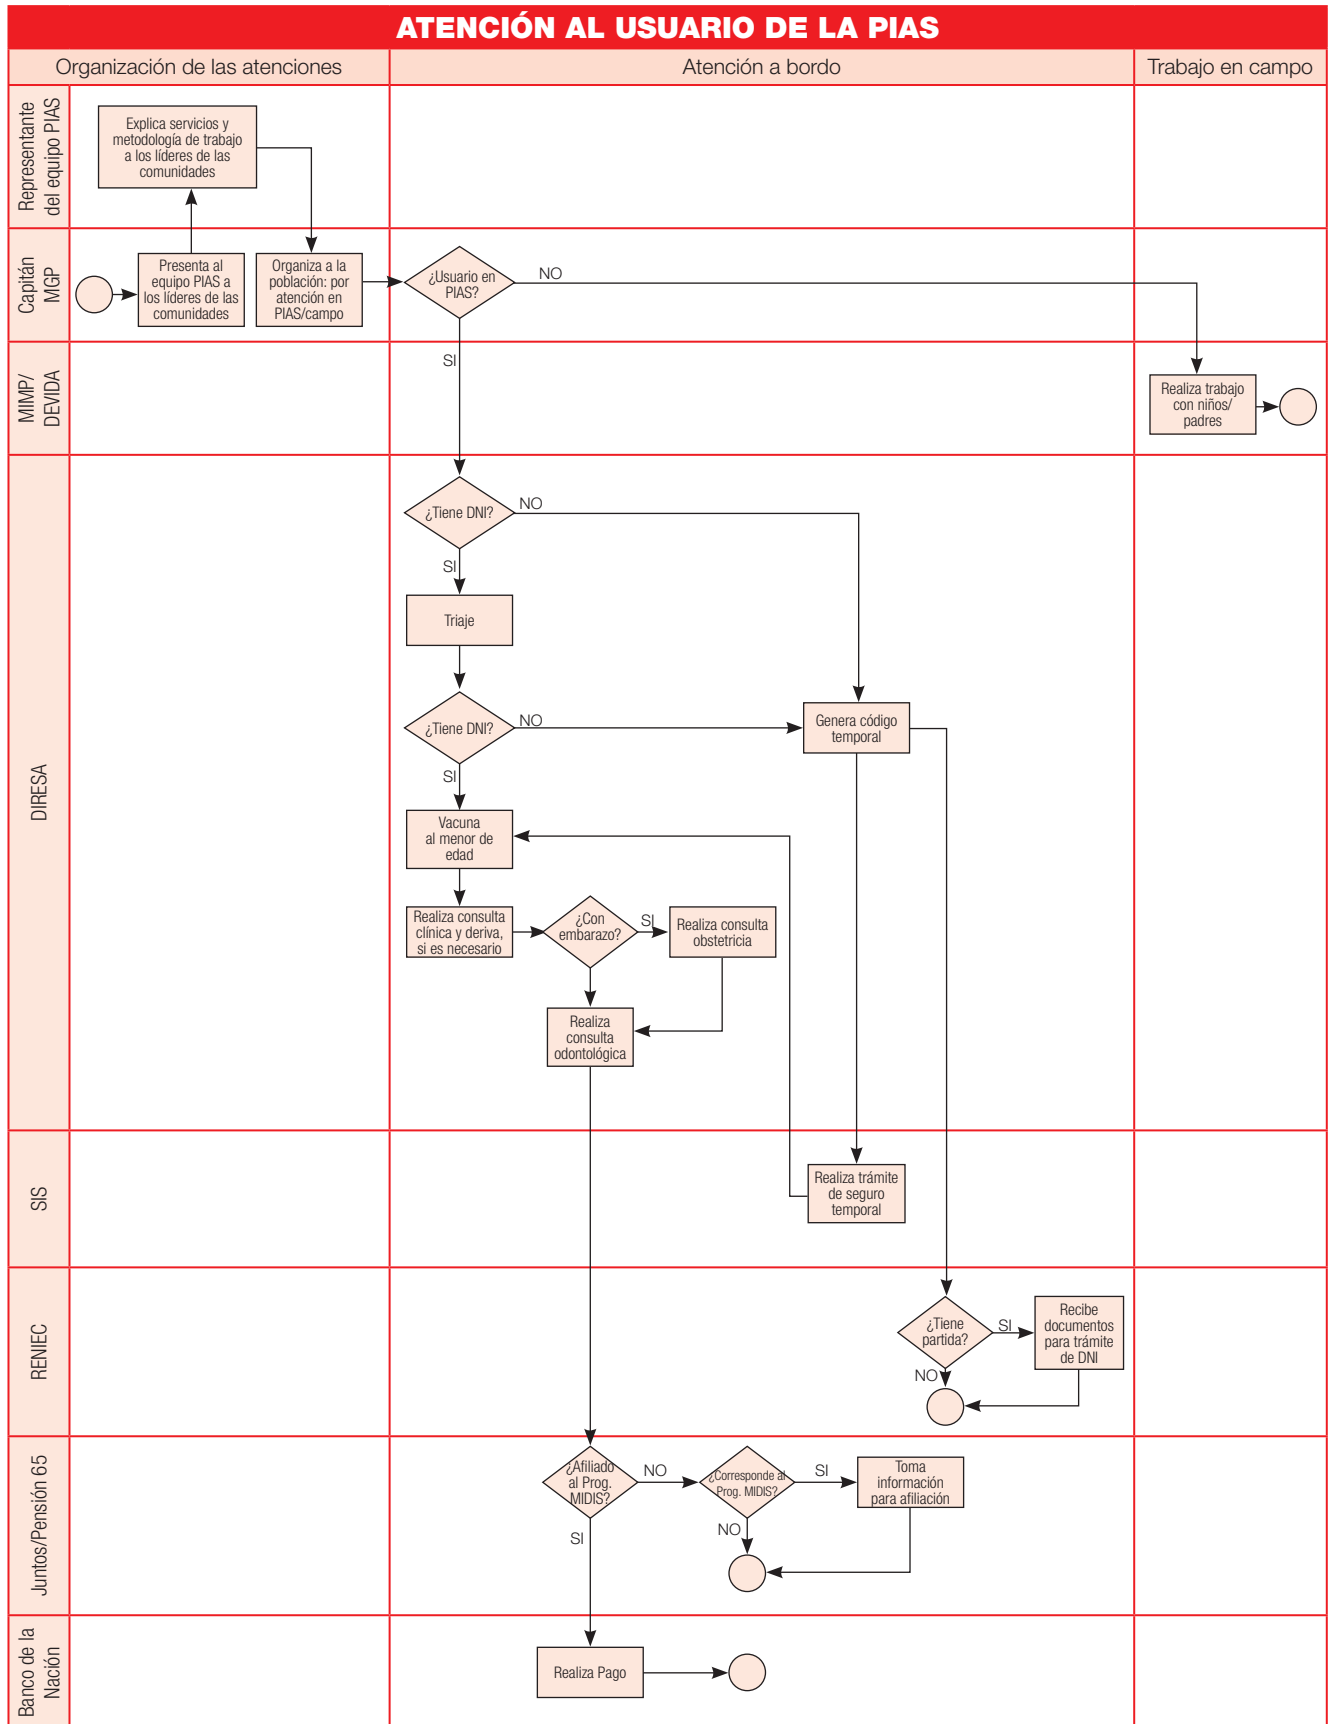 ATENCIÓN AL USUARIO DE LA PIAS
Organización de las atenciones
Atención a bordo
Trabajo en campo
Representante
del equipo PIAS
Explica servicios y
metodología de trabajo
a los líderes de las
comunidades
Capitán
MGP
Presenta al
equipo PIAS a
los líderes de las
comunidades
Organiza a la
población: por
atención en
PIAS/campo
¿Usuario en
PIAS?
NO
SI
MIMP/
DEVIDA
Realiza trabajo
con niños/
padres
DIRESA
¿Tiene DNI?
NO
SI
Triaje
¿Tiene DNI?
NO
SI
Genera código
temporal
Vacuna
al menor de
edad
Realiza consulta
clínica y deriva,
si es necesario
¿Con
embarazo?
SI
Realiza consulta
obstetricia
Realiza
consulta
odontológica
SIS
Realiza trámite
de seguro
temporal
RENIEC
¿Tiene
partida?
SI
NO
Recibe
documentos
para trámite
de DNI
Juntos/Pensión 65
¿Afiliado
al Prog.
MIDIS?
NO
SI
¿Corresponde al
Prog. MIDIS?
SI
NO
Toma
información
para afiliación
Banco de la
Nación
Realiza Pago